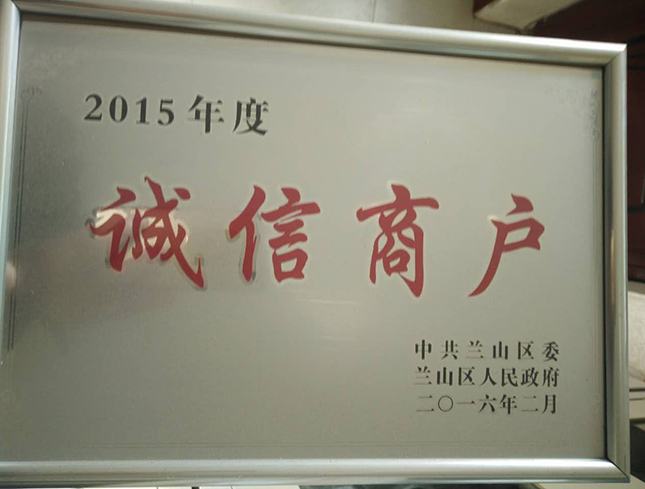 2015年度
诚信商户
中共兰山区委
兰山区人民政府
二〇一六年二月